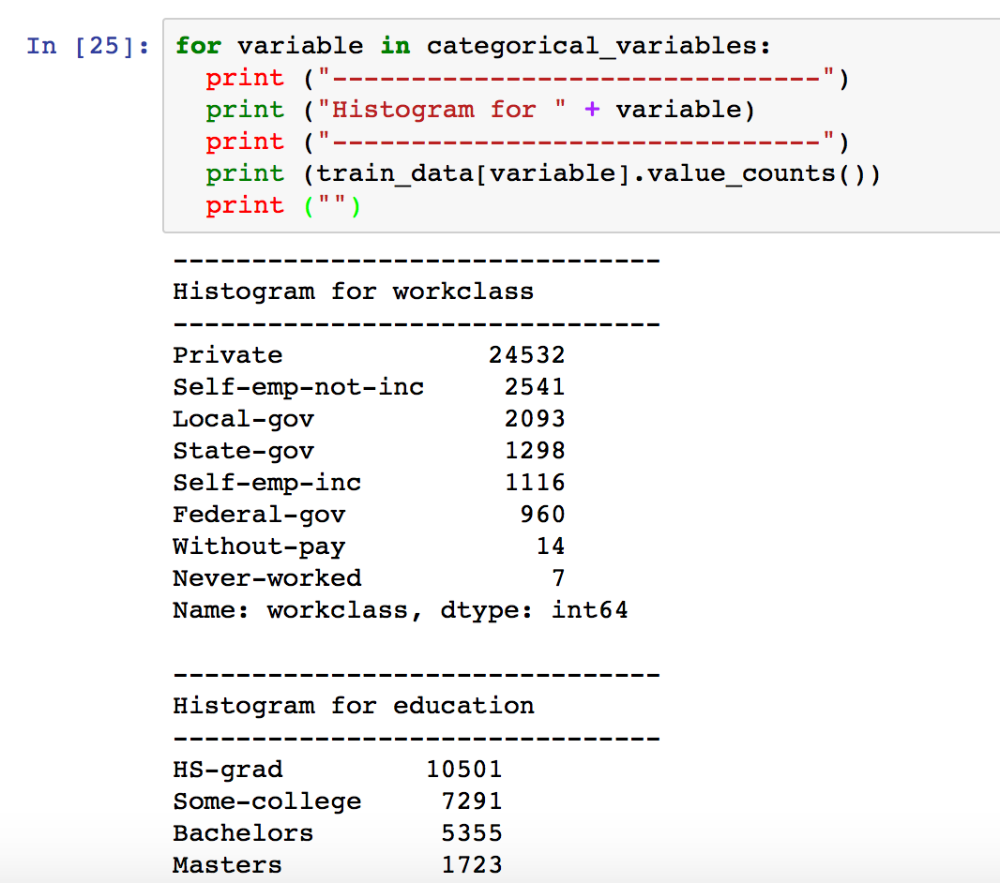 In [25]: for variable in categorical_variables:
print ("-------------------------------")
print ("Histogram for " + variable)
print ("-------------------------------")
print (train_data[variable].value_counts())
print ("")
-------------------------------
Histogram for workclass
-------------------------------
Private 24532
Self-emp-not-inc 2541
Local-gov 2093
State-gov 1298
Self-emp-inc 1116
Federal-gov 960
Without-pay 14
Never-worked 7
Name: workclass, dtype: int64
-------------------------------
Histogram for education
-------------------------------
HS-grad 10501
Some-college 7291
Bachelors 5355
Masters 1723